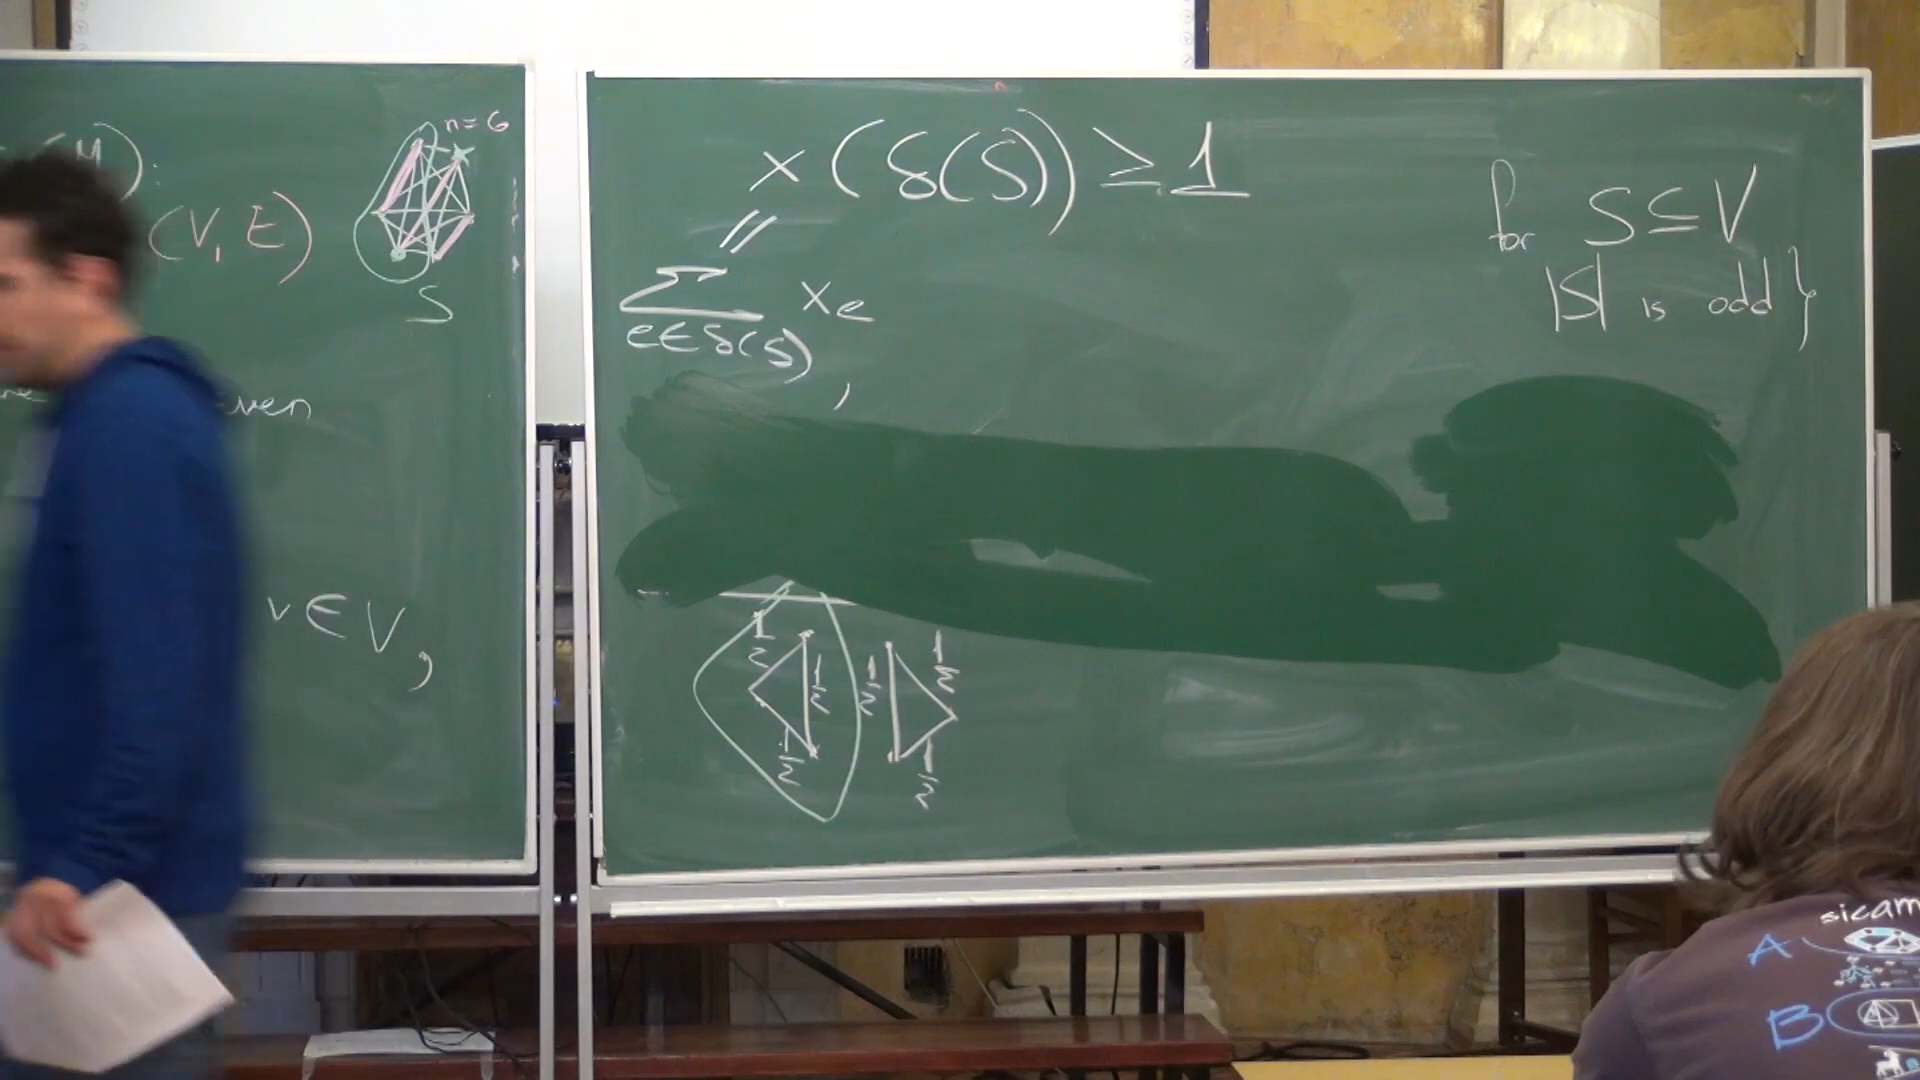 (M):
n=6
(V, E)
S
ven
v ∈ V,
x(δ(S)) ≥ 1
//
∑ x_e
e∈δ(S)
,
for S ⊆ V
|S| is odd }
1/2
1/2
1/2
1/2
1/2
1/2
sicam
A
B